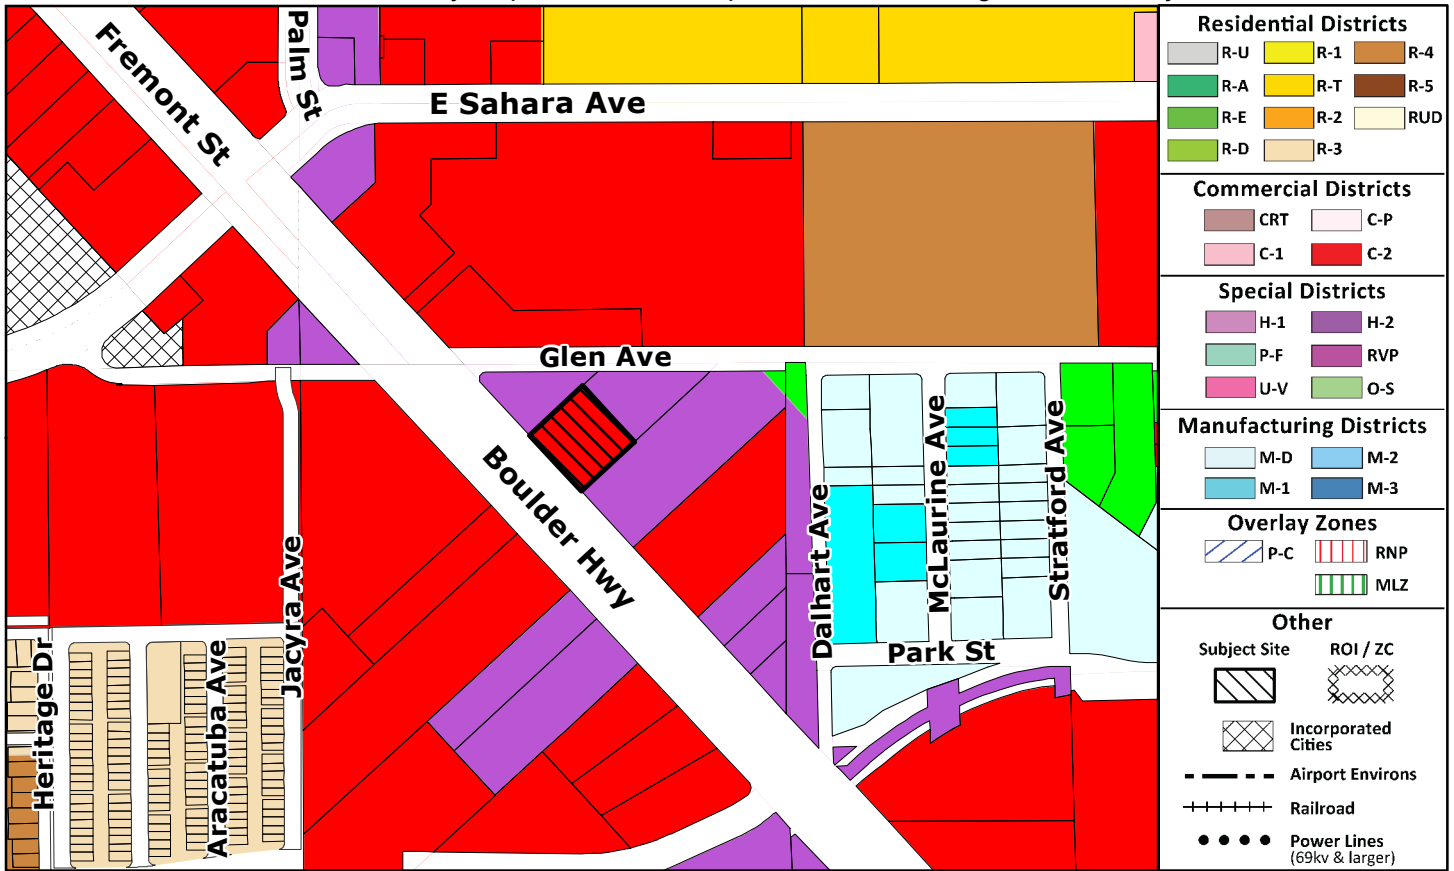 Fremont St
Palm St
E Sahara Ave
Glen Ave
Boulder Hwy
Jacyra Ave
Heritage Dr
Aracatuba Ave
Dalhart Ave
McLaurine Ave
Stratford Ave
Park St
Residential Districts
R-U R-1 R-4
R-A R-T R-5
R-E R-2 RUD
R-D R-3
Commercial Districts
CRT C-P
C-1 C-2
Special Districts
H-1 H-2
P-F RVP
U-V O-S
Manufacturing Districts
M-D M-2
M-1 M-3
Overlay Zones
P-C RNP
MLZ
Other
Subject Site ROI / ZC
Incorporated
Cities
Airport Environs
Railroad
Power Lines
(69kv & larger)